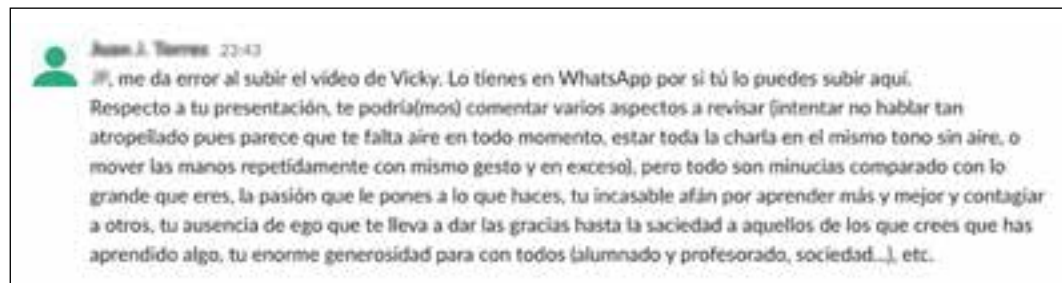 23:43
, me da error al subir el vídeo de Vicky. Lo tienes en WhatsApp por si tú lo puedes subir aquí.
Respecto a tu presentación, te podría(mos) comentar varios aspectos a revisar (intentar no hablar tan
atropellado pues parece que te falta aire en todo momento, estar toda la charla en el mismo tono sin aire, o
mover las manos repetidamente con mismo gesto y en exceso), pero todo son minucias comparado con lo
grande que eres, la pasión que le pones a lo que haces, tu incasable afán por aprender más y mejor y contagiar
a otros, tu ausencia de ego que te lleva a dar las gracias hasta la saciedad a aquellos de los que crees que has
aprendido algo, tu enorme generosidad para con todos (alumnado y profesorado, sociedad...), etc.